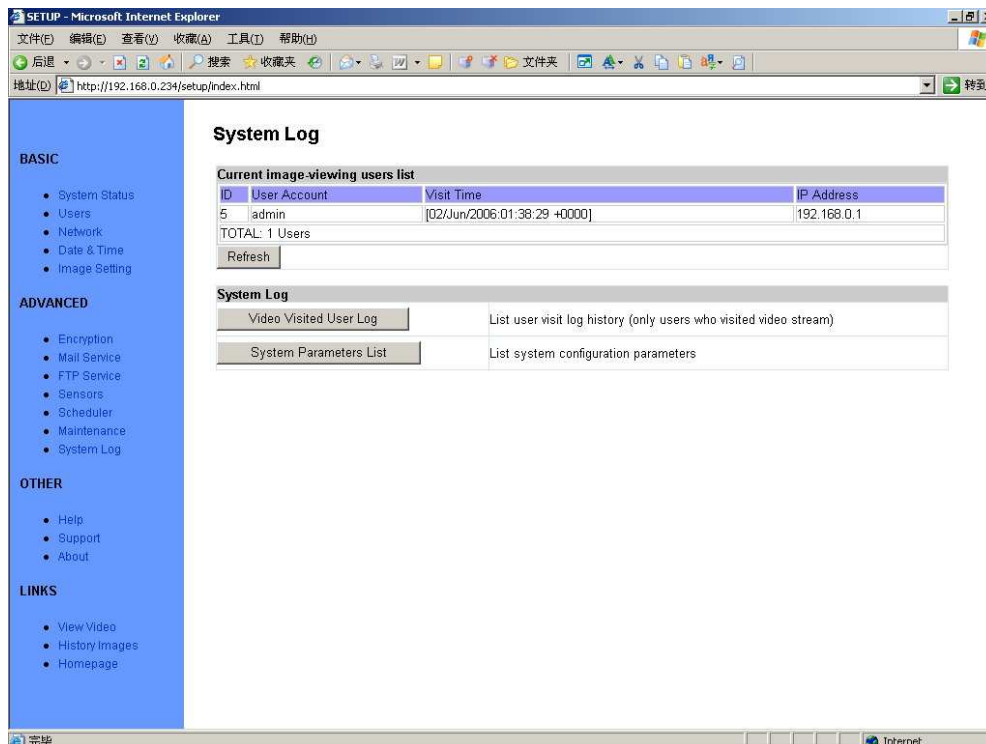 SETUP - Microsoft Internet Explorer
文件(F) 编辑(E) 查看(V) 收藏(A) 工具(T) 帮助(H)
后退 搜索 收藏夹 文件夹
地址(D) http://192.168.0.234/setup/index.html 转到
System Log
BASIC
System Status
Users
Network
Date & Time
Image Setting
ADVANCED
Encryption
Mail Service
FTP Service
Sensors
Scheduler
Maintenance
System Log
OTHER
Help
Support
About
LINKS
View Video
History Images
Homepage
Current image-viewing users list
ID User Account Visit Time IP Address
5 admin [02/Jun/2006:01:38:29 +0000] 192.168.0.1
TOTAL: 1 Users
Refresh
System Log
Video Visited User Log List user visit log history (only users who visited video stream)
System Parameters List List system configuration parameters
完毕 Internet